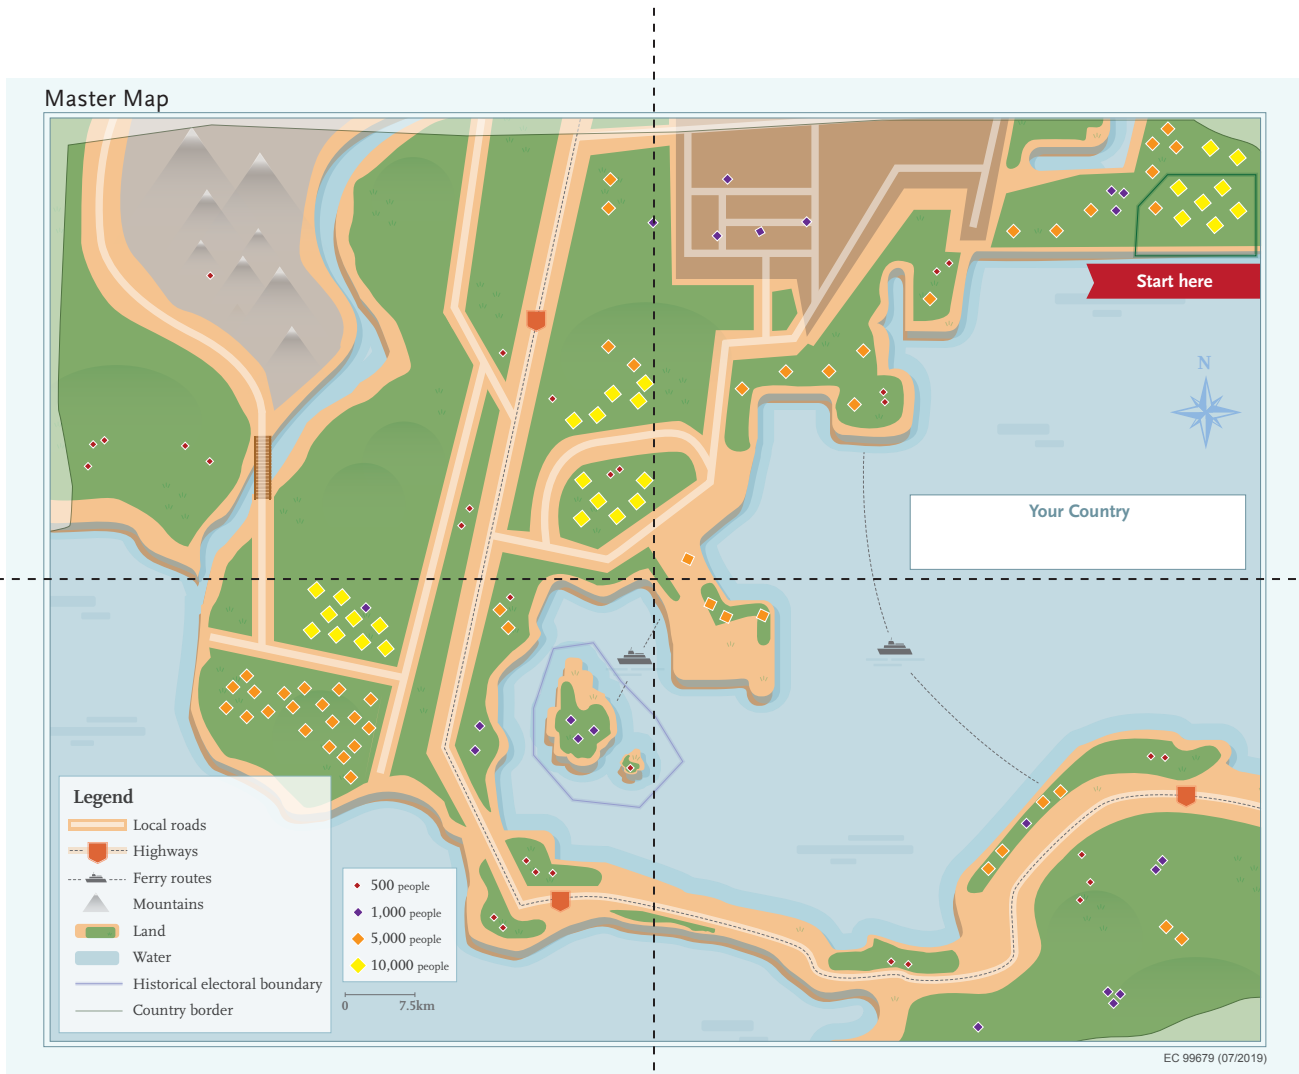 Master Map
Start here
N
Your Country
Legend
Local roads
Highways
Ferry routes
Mountains
Land
Water
Historical electoral boundary
Country border
500 people
1,000 people
5,000 people
10,000 people
0 7.5km
EC 99679 (07/2019)